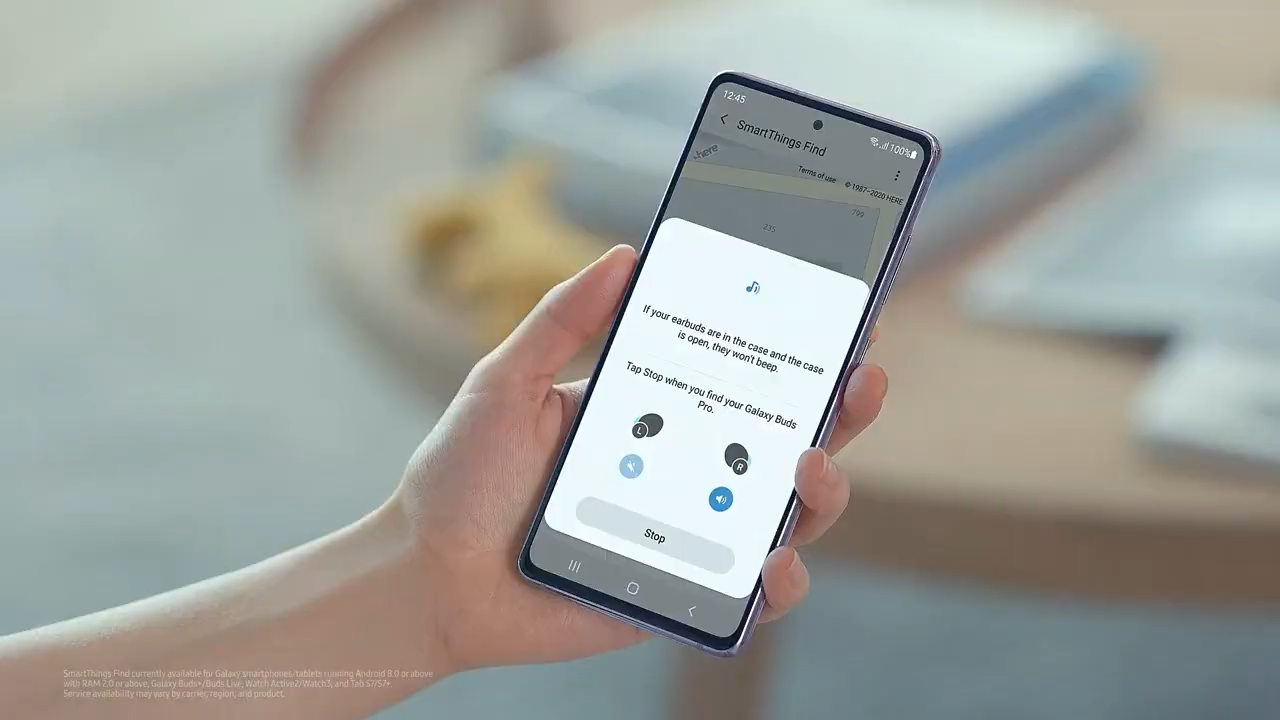 12:45
100%
SmartThings Find
here
Terms of use
© 1987–2020 HERE
799
235
If your earbuds are in the case and the case
is open, they won't beep.
Tap Stop when you find your Galaxy Buds
Pro.
L
R
Stop
SmartThings Find currently available for Galaxy smartphones/tablets running Android 8.0 or above
with RAM 2.0 or above, Galaxy Buds+/Buds Live, Watch Active2/Watch3, and Tab S7/S7+.
Service availability may vary by carrier, region, and product.